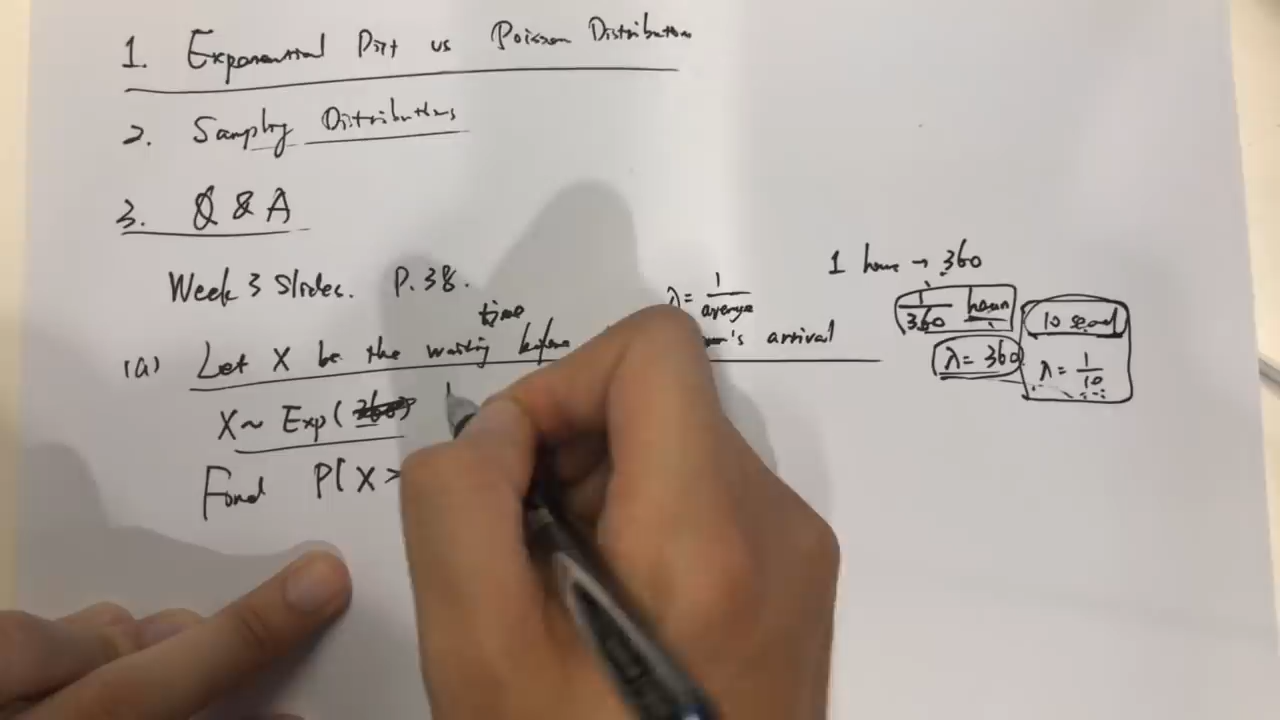 1. Exponential Dist vs Poisson Distribution
2. Sampling Distributions
3. Q & A
Week 3 Slides. P.38.
(a) Let X be the waiting time before 's arrival
λ = 1/average
X ~ Exp(
Find P(X >
1 hour → 360
1/360 hour
λ = 360
10 second
λ = 1/10